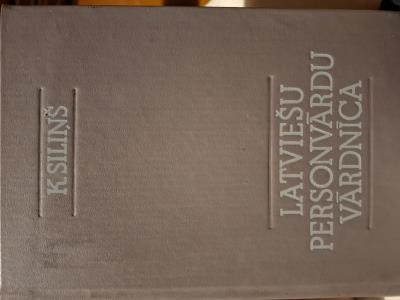 K. SILIŅŠ
LATVIEŠU
PERSONVĀRDU
VĀRDNĪCA